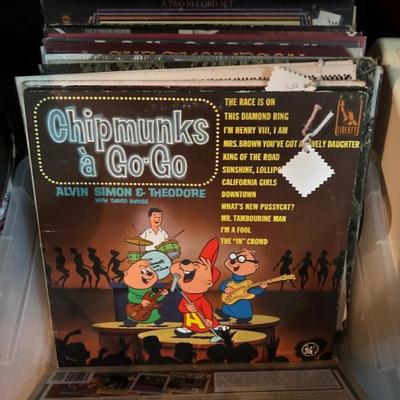 A TWO RECORD SET
Chipmunks
à Go-Go
ALVIN SIMON & THEODORE
WITH DAVID SEVILLE
THE RACE IS ON
THIS DIAMOND RING
I'M HENRY VIII, I AM
MRS. BROWN YOU'VE GOT A LOVELY DAUGHTER
KING OF THE ROAD
SUNSHINE, LOLLIPO
CALIFORNIA GIRLS
DOWNTOWN
WHAT'S NEW PUSSYCAT?
MR. TAMBOURINE MAN
I'M A FOOL
THE "IN" CROWD
LIBERTY
A